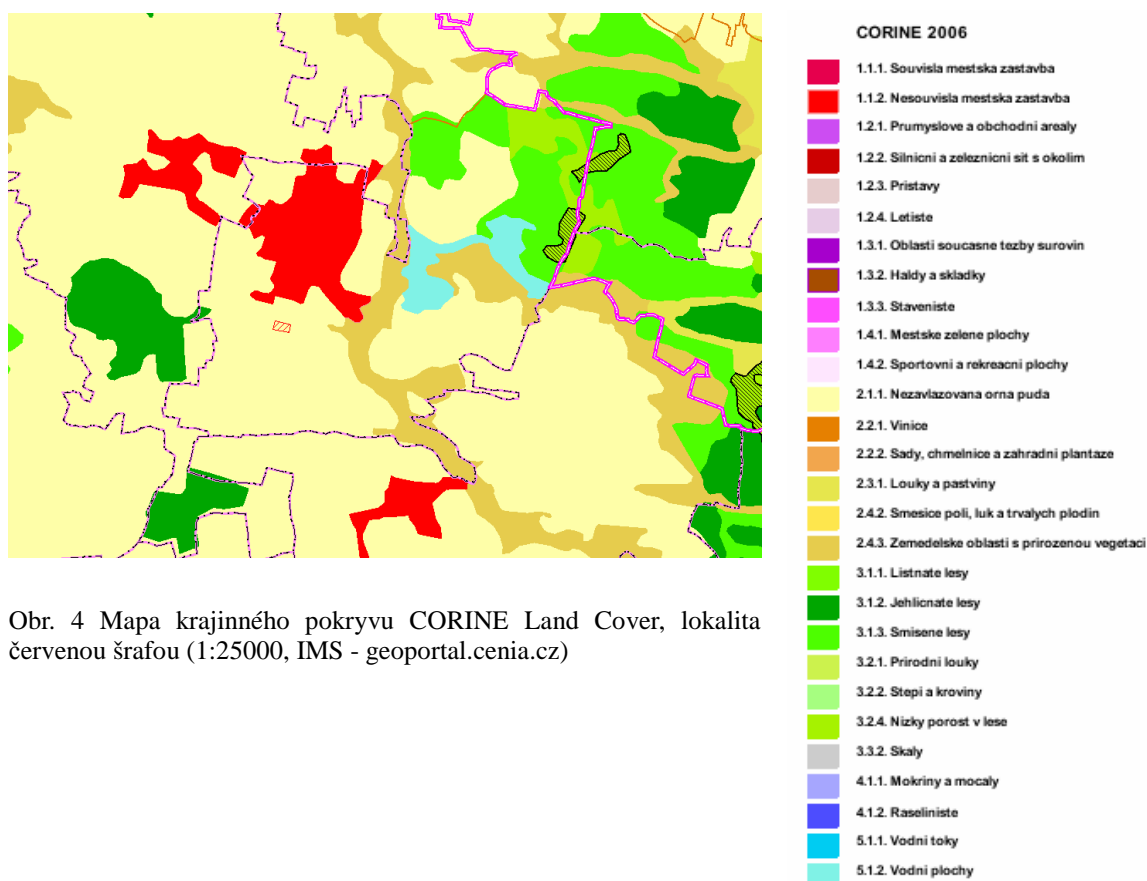 CORINE 2006
1.1.1. Souvisla mestska zastavba
1.1.2. Nesouvisla mestska zastavba
1.2.1. Prumyslove a obchodni arealy
1.2.2. Silnicni a zeleznicni sit s okolim
1.2.3. Pristavy
1.2.4. Letiste
1.3.1. Oblasti soucasne tezby surovin
1.3.2. Haldy a skladky
1.3.3. Staveniste
1.4.1. Mestske zelene plochy
1.4.2. Sportovni a rekreacni plochy
2.1.1. Nezavlazovana orna puda
2.2.1. Vinice
2.2.2. Sady, chmelnice a zahradni plantaze
2.3.1. Louky a pastviny
2.4.2. Smesice poli, luk a trvalych plodin
2.4.3. Zemedelske oblasti s prirozenou vegetaci
3.1.1. Listnate lesy
3.1.2. Jehlicnate lesy
3.1.3. Smisene lesy
3.2.1. Prirodni louky
3.2.2. Stepi a kroviny
3.2.4. Nizky porost v lese
3.3.2. Skaly
4.1.1. Mokriny a mocaly
4.1.2. Raseliniste
5.1.1. Vodni toky
5.1.2. Vodni plochy
Obr. 4 Mapa krajinného pokryvu CORINE Land Cover, lokalita
červenou šrafou (1:25000, IMS - geoportal.cenia.cz)